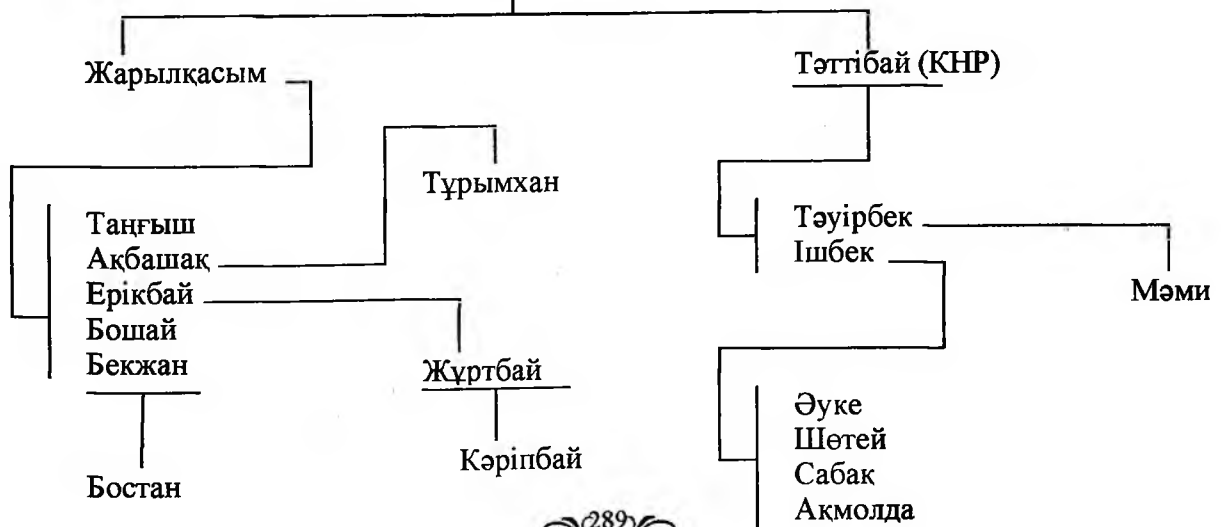 Жарылқасым
Тәттібай (КНР)
Тұрымхан
Таңғыш
Ақбашақ
Ерікбай
Бошай
Бекжан
Тәуірбек
Ішбек
Мәми
Жұртбай
Кәріпбай
Бостан
Әуке
Шөтей
Сабақ
Ақмолда
289